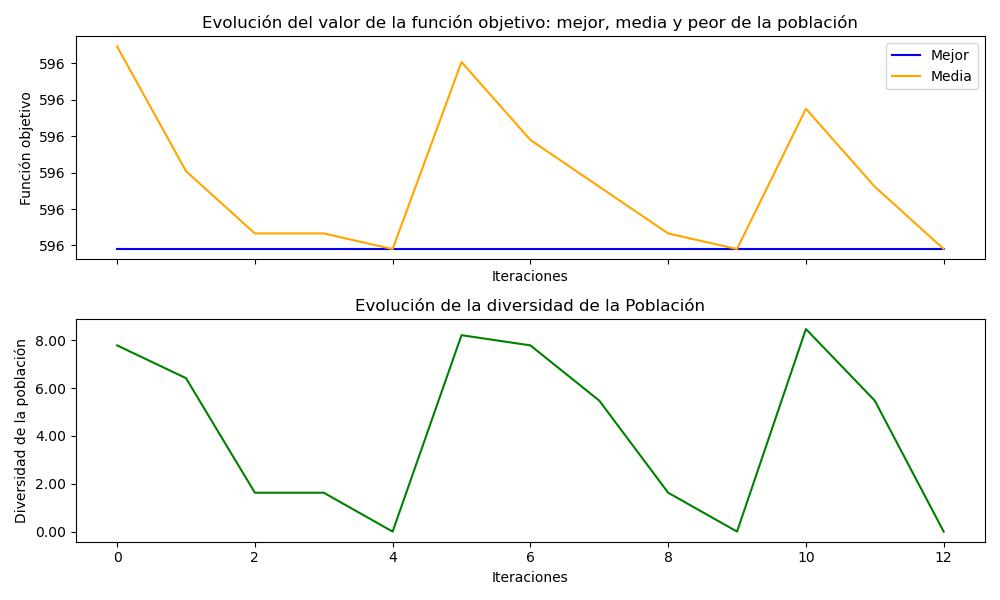 Evolución del valor de la función objetivo: mejor, media y peor de la población
Mejor
Media
596
596
596
596
596
596
Función objetivo
Iteraciones
Evolución de la diversidad de la Población
8.00
6.00
4.00
2.00
0.00
Diversidad de la población
0 2 4 6 8 10 12
Iteraciones